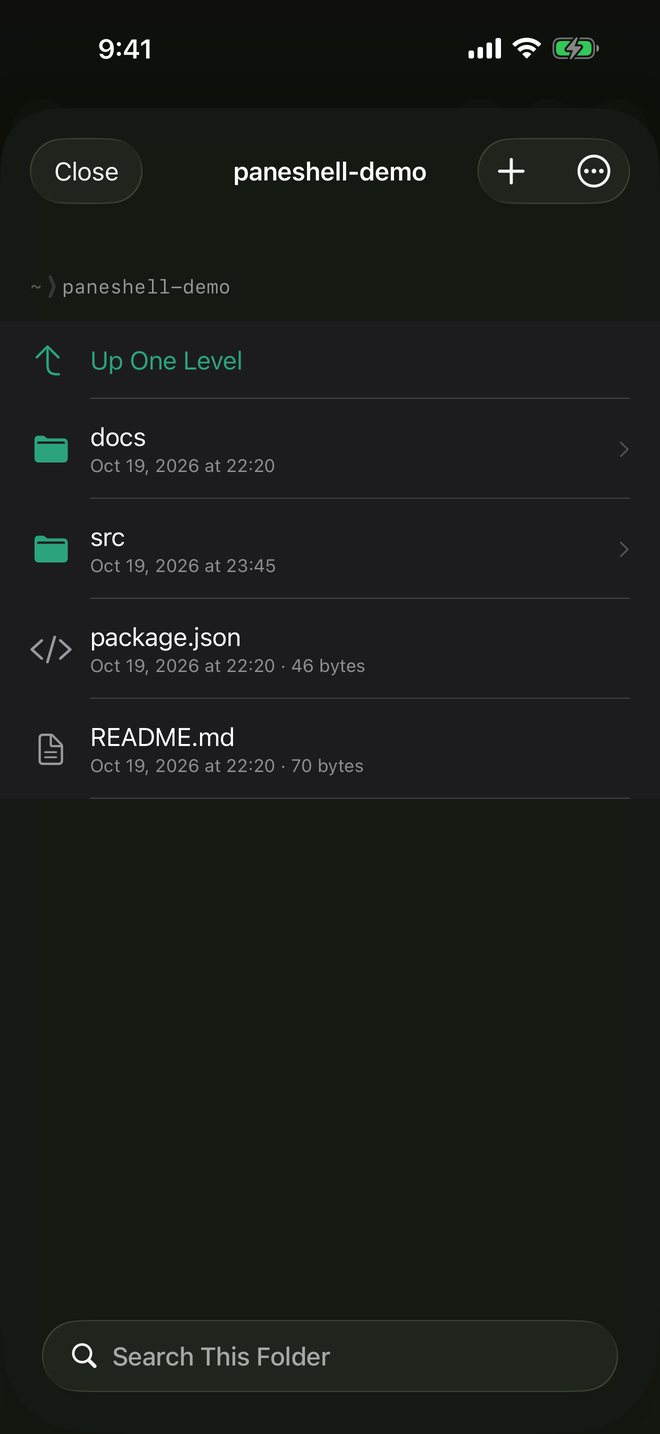 9:41
Close
paneshell-demo
~ ⟩ paneshell-demo
Up One Level
docs
Oct 19, 2026 at 22:20
src
Oct 19, 2026 at 23:45
package.json
Oct 19, 2026 at 22:20 · 46 bytes
README.md
Oct 19, 2026 at 22:20 · 70 bytes
Search This Folder